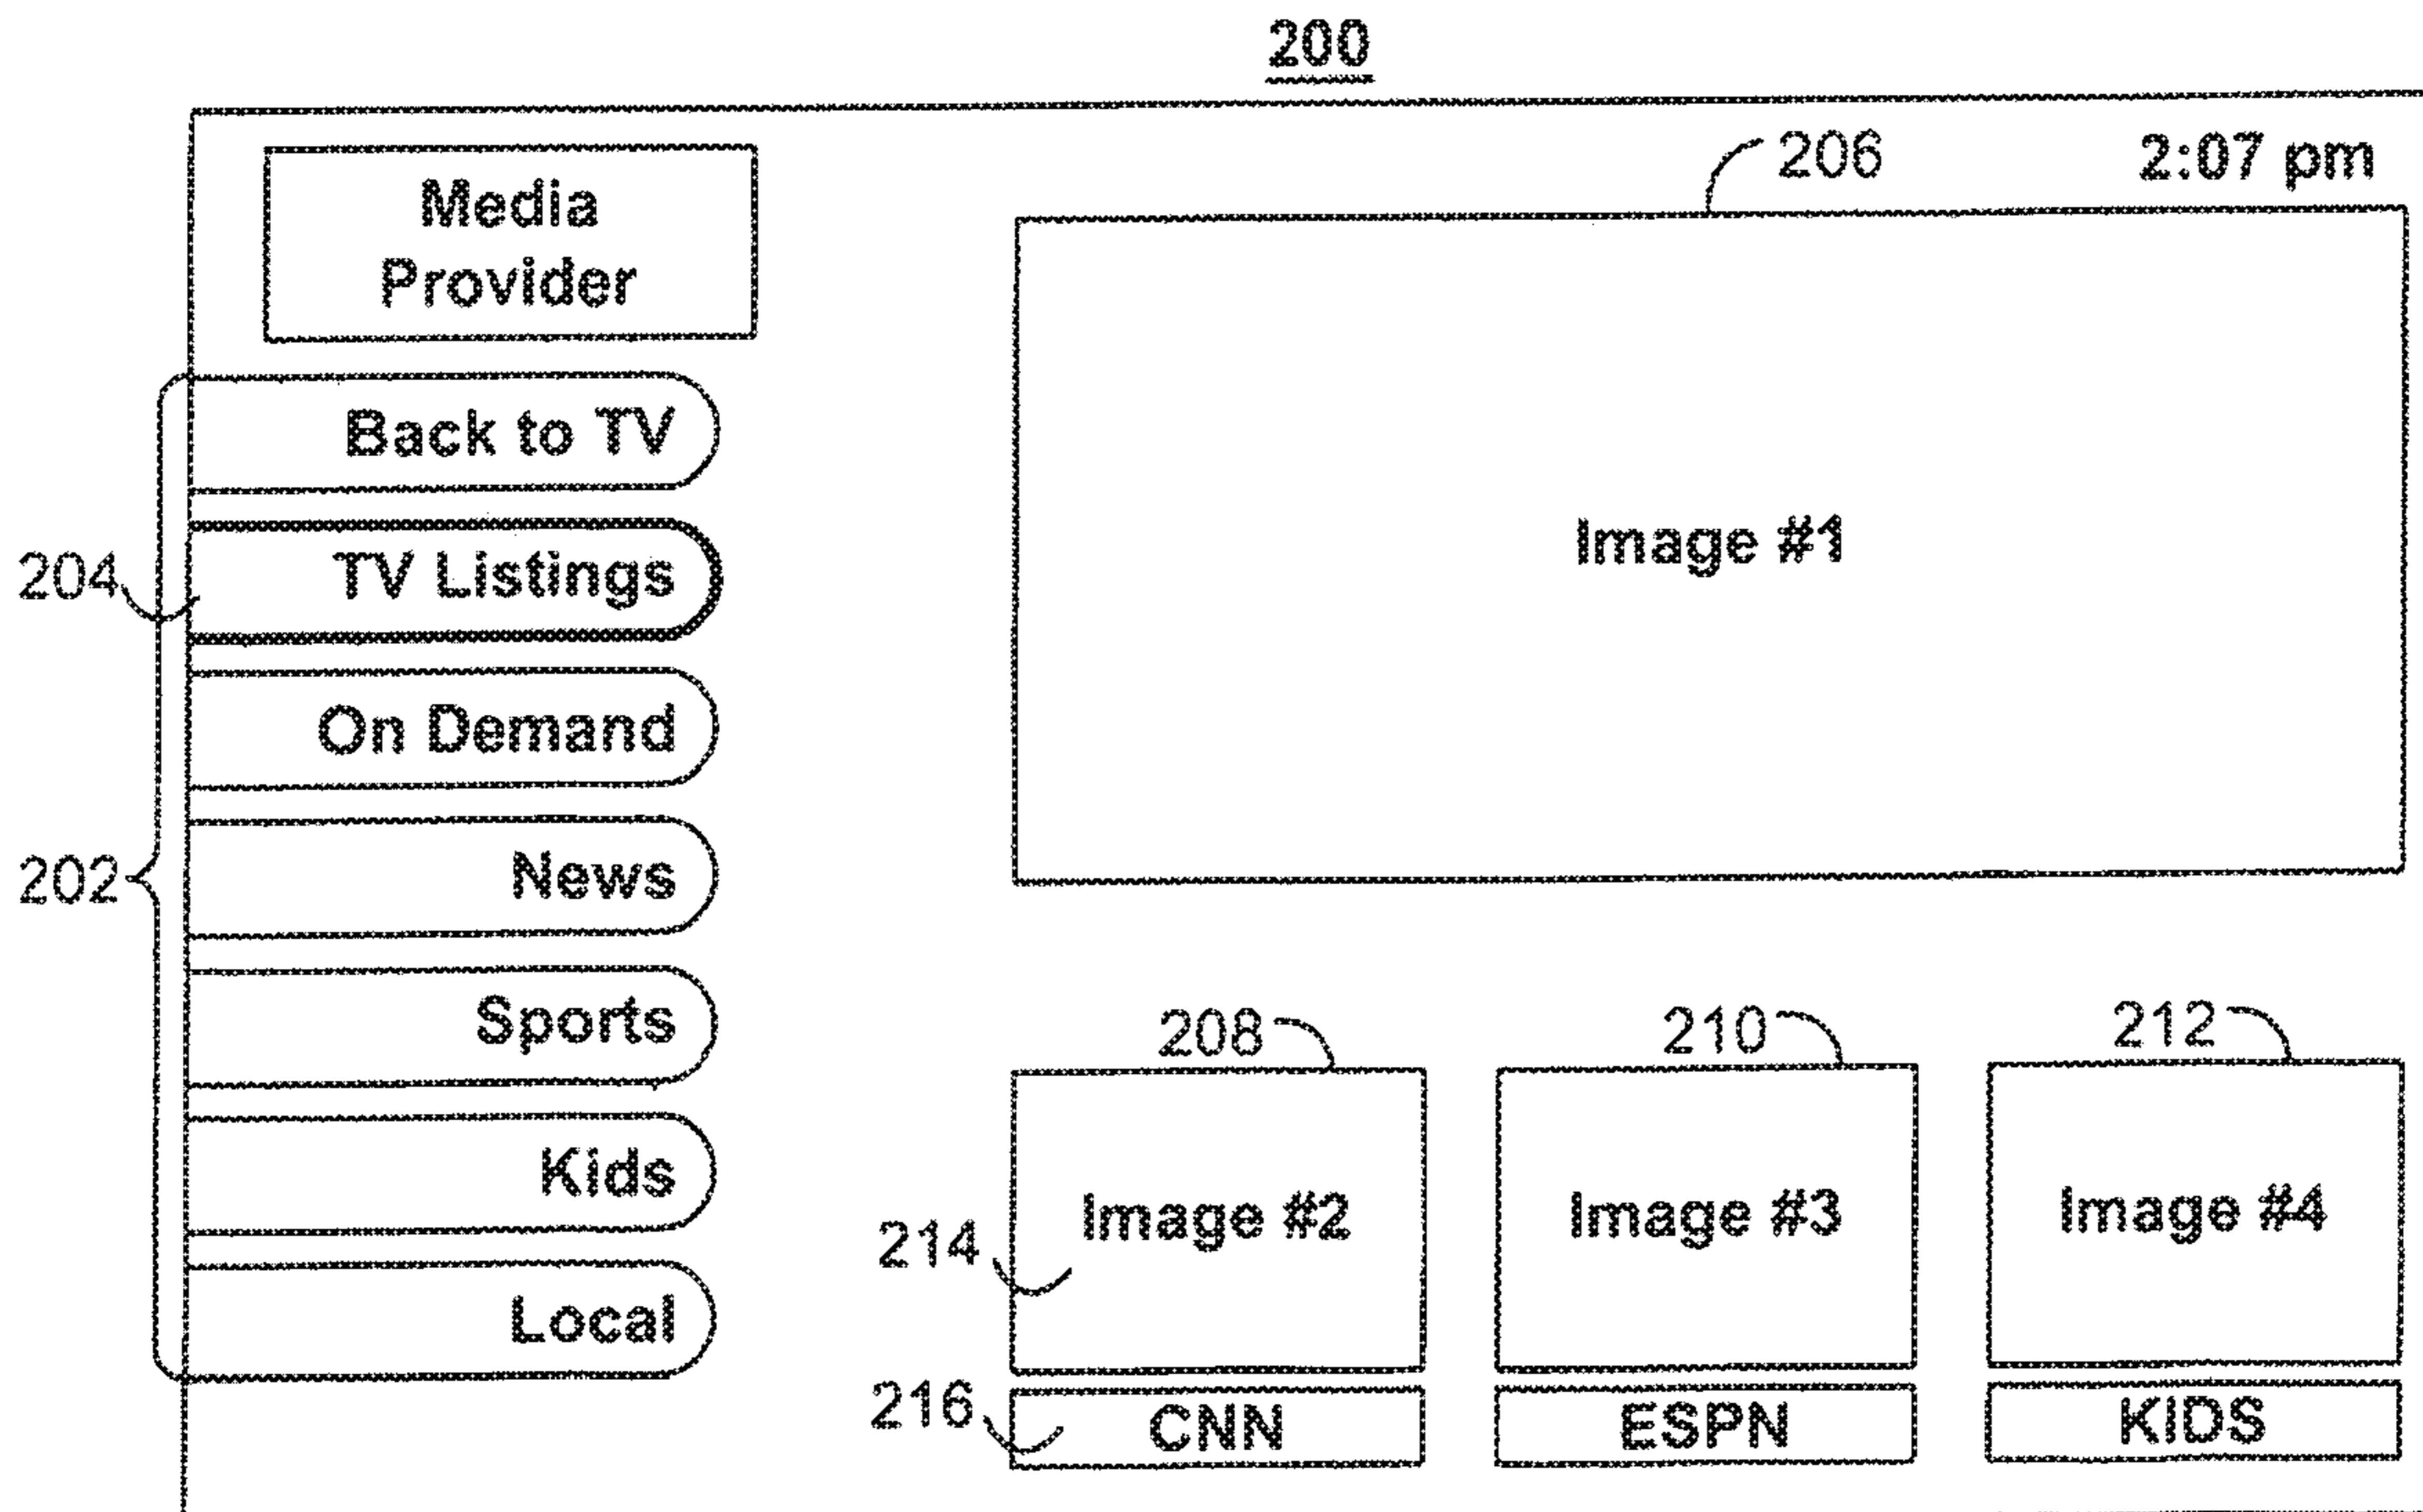 200
206
2:07 pm
Media
Provider
Back to TV
204
TV Listings
Image #1
On Demand
202
News
Sports
208
210
212
Kids
214
Image #2
Image #3
Image #4
Local
216
CNN
ESPN
KIDS